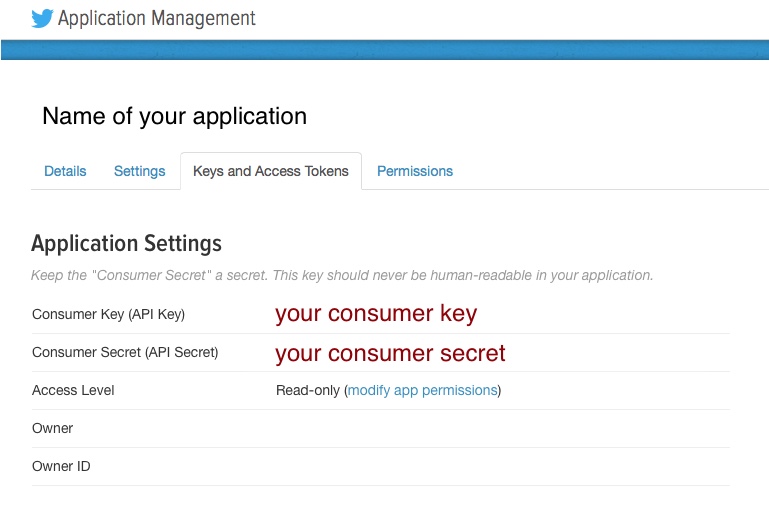 Application Management
Name of your application
Details Settings Keys and Access Tokens Permissions
Application Settings
Keep the "Consumer Secret" a secret. This key should never be human-readable in your application.
Consumer Key (API Key) your consumer key
Consumer Secret (API Secret) your consumer secret
Access Level Read-only (modify app permissions)
Owner
Owner ID